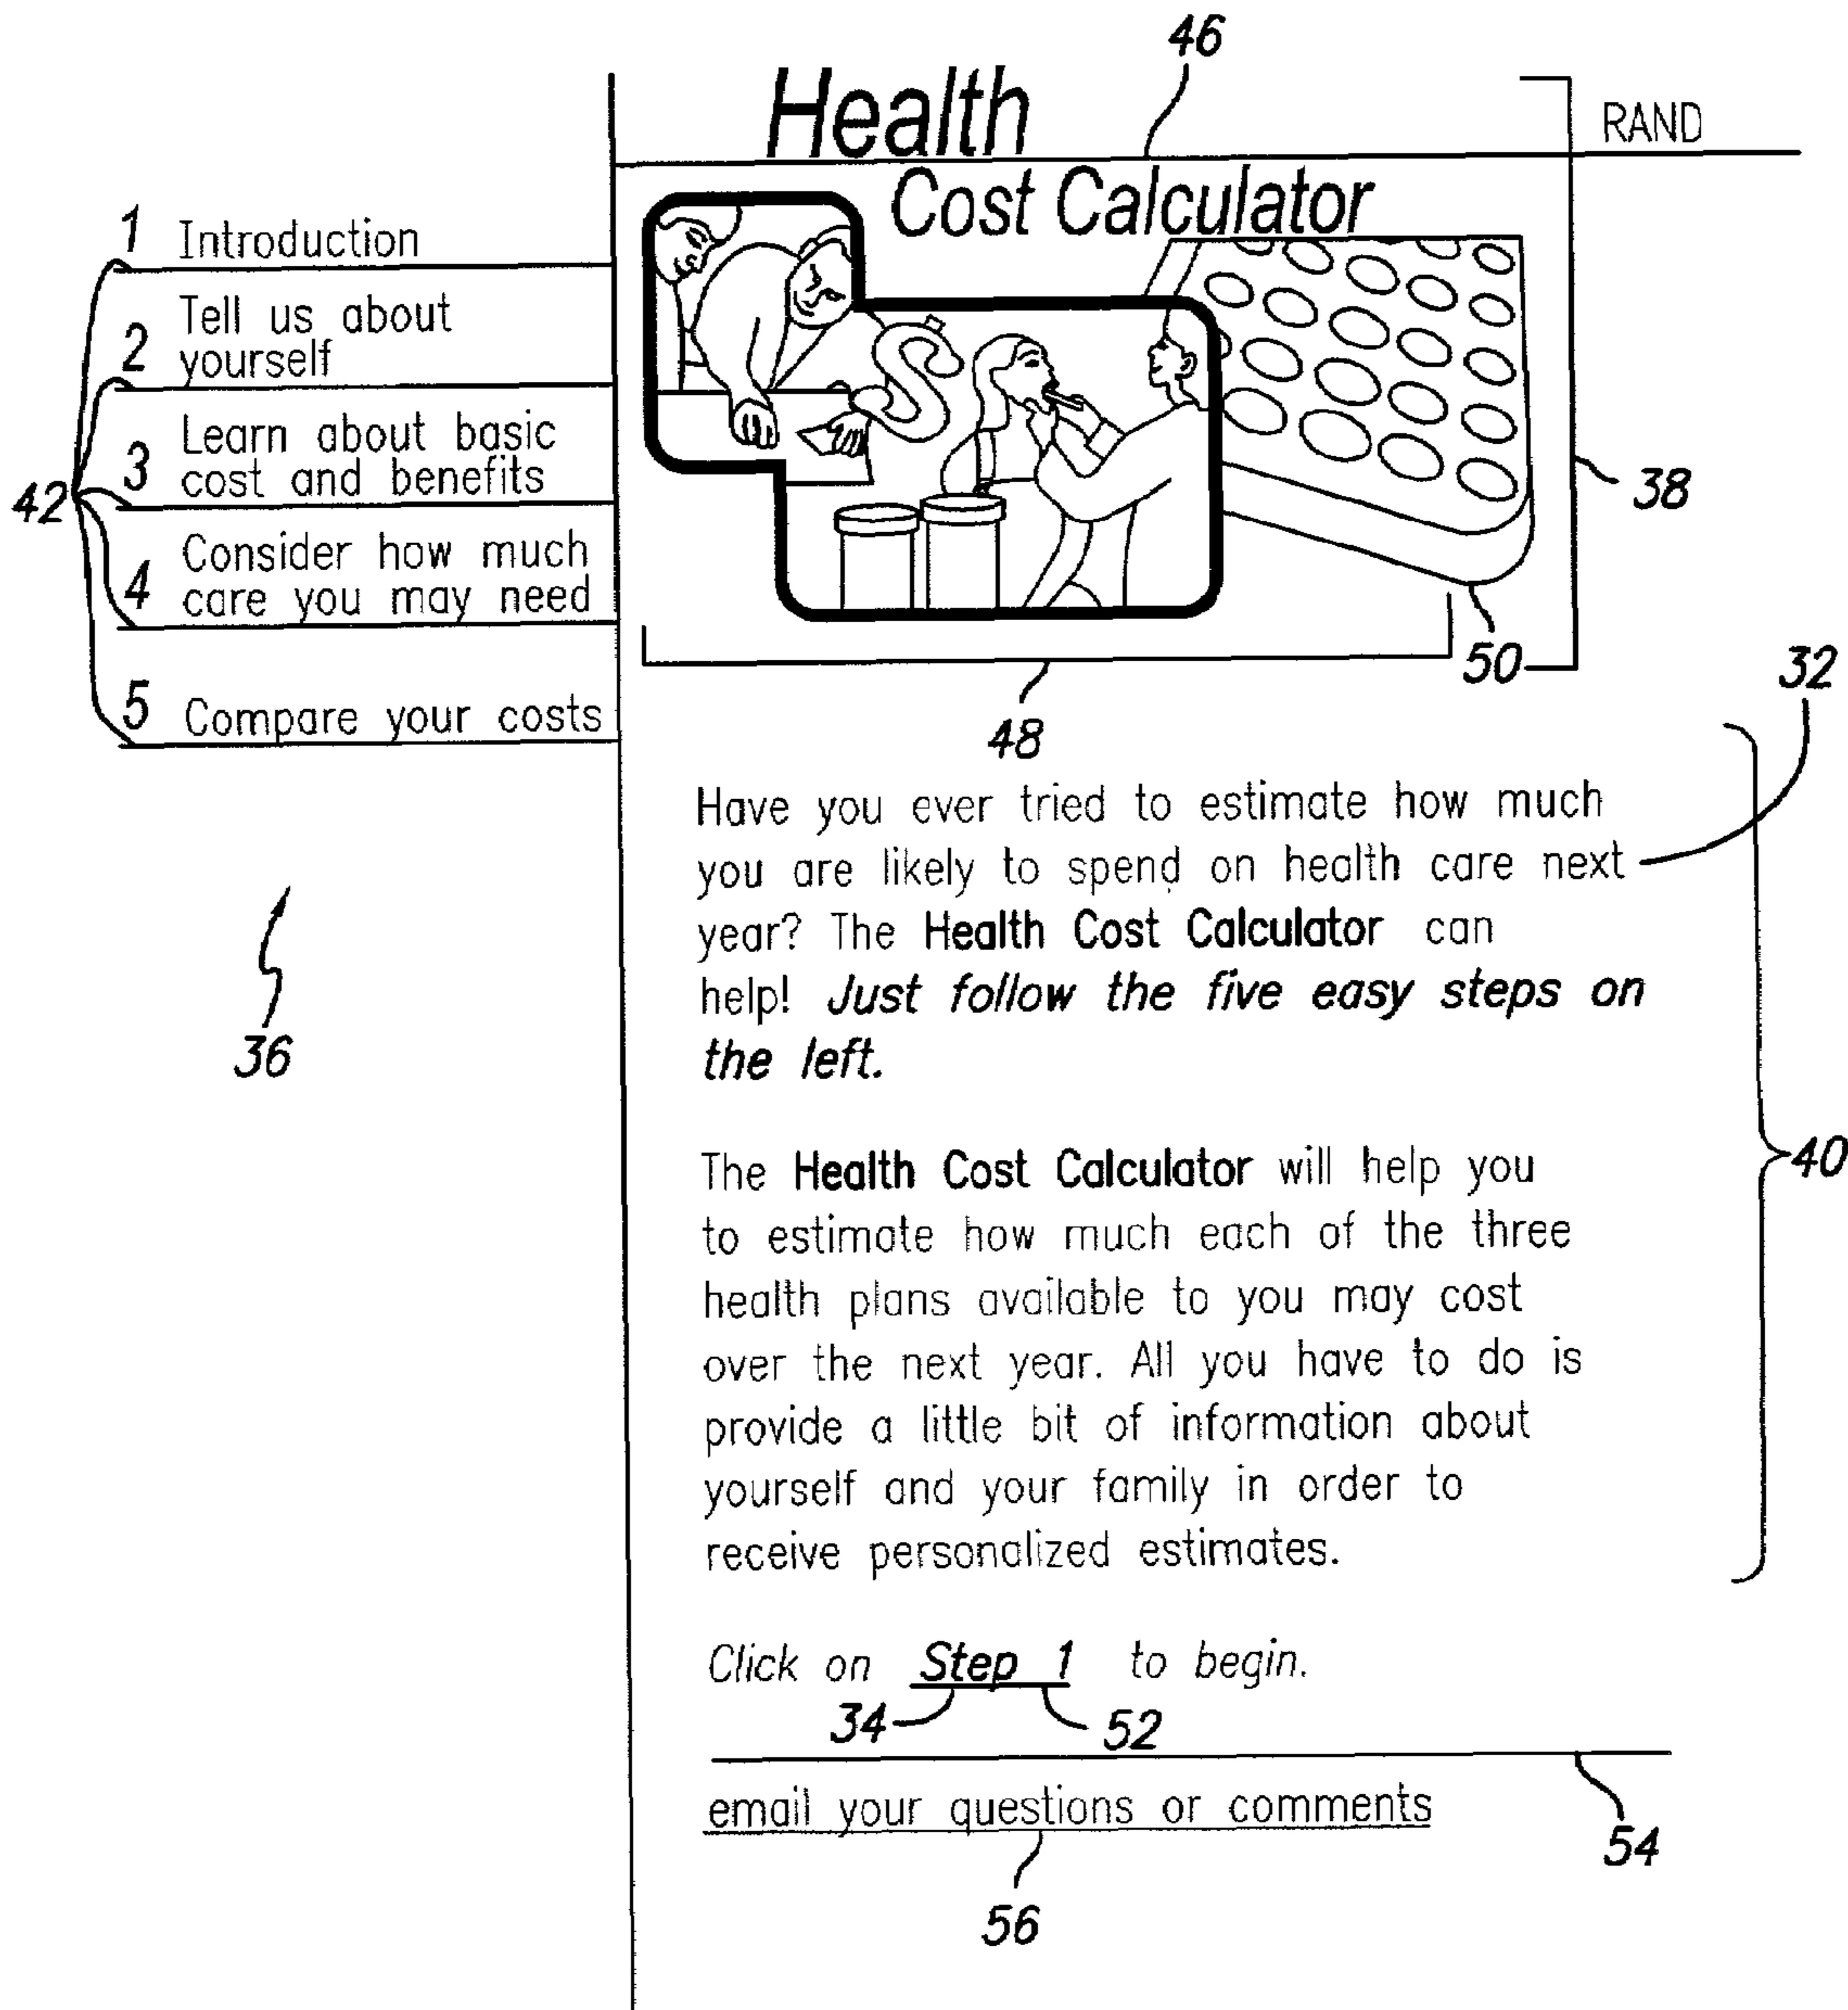 46
Health
RAND
Cost Calculator
1 Introduction
2 Tell us about
yourself
3 Learn about basic
cost and benefits
42
38
4 Consider how much
care you may need
50
32
5 Compare your costs
48
Have you ever tried to estimate how much
you are likely to spend on health care next
year? The Health Cost Calculator can
help! Just follow the five easy steps on
the left.
36
40
The Health Cost Calculator will help you
to estimate how much each of the three
health plans available to you may cost
over the next year. All you have to do is
provide a little bit of information about
yourself and your family in order to
receive personalized estimates.
Click on Step 1 to begin.
34 52
email your questions or comments
54
56